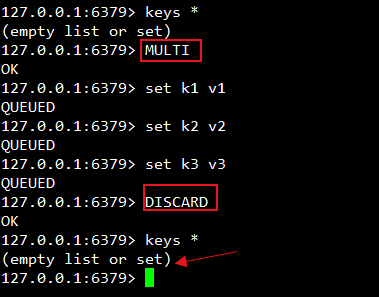 127.0.0.1:6379> keys *
(empty list or set)
127.0.0.1:6379> MULTI
OK
127.0.0.1:6379> set k1 v1
QUEUED
127.0.0.1:6379> set k2 v2
QUEUED
127.0.0.1:6379> set k3 v3
QUEUED
127.0.0.1:6379> DISCARD
OK
127.0.0.1:6379> keys *
(empty list or set)
127.0.0.1:6379>